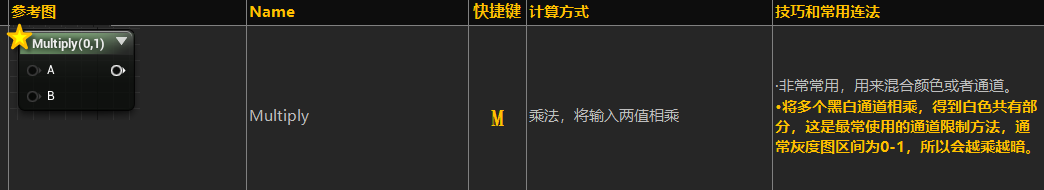 参考图 Name 快捷键 计算方式 技巧和常用连法
Multiply(0,1)
A
B
Multiply M 乘法，将输入两值相乘
·非常常用，用来混合颜色或者通道。
•将多个黑白通道相乘，得到白色共有部
分，这是最常使用的通道限制方法，通
常灰度图区间为0-1，所以会越乘越暗。